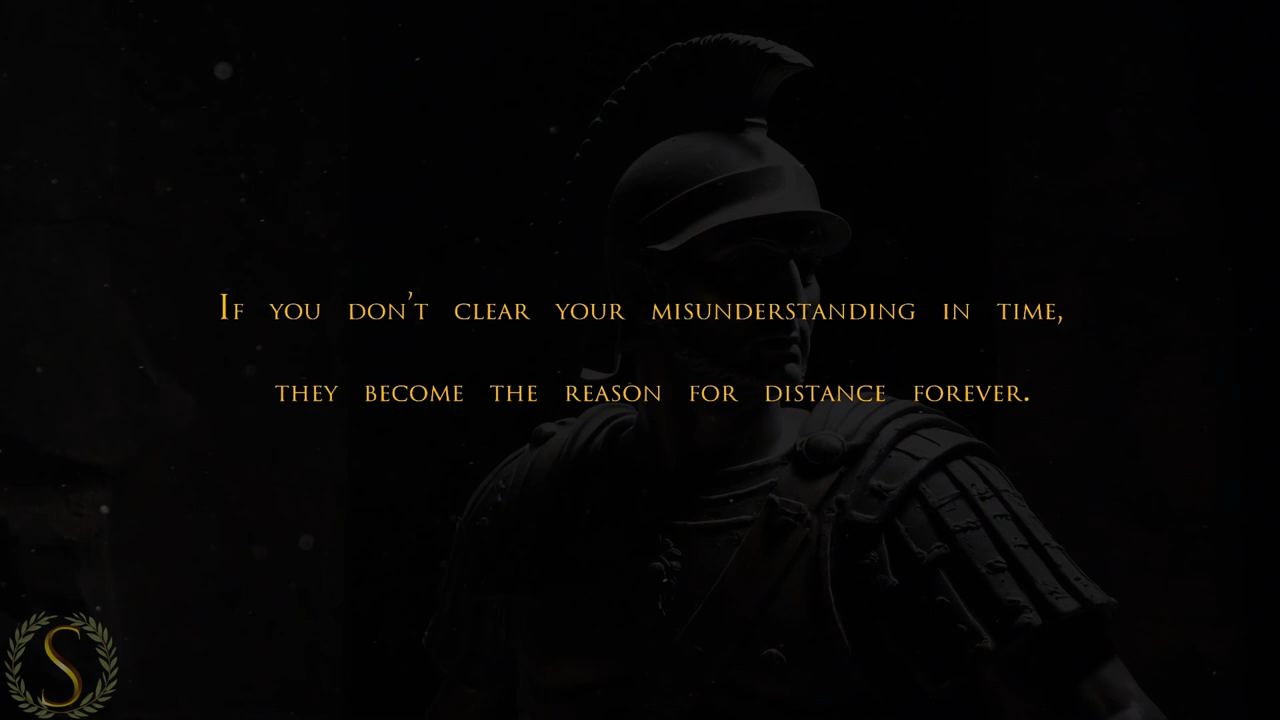 If you don't clear your misunderstanding in time,
they become the reason for distance forever.
S